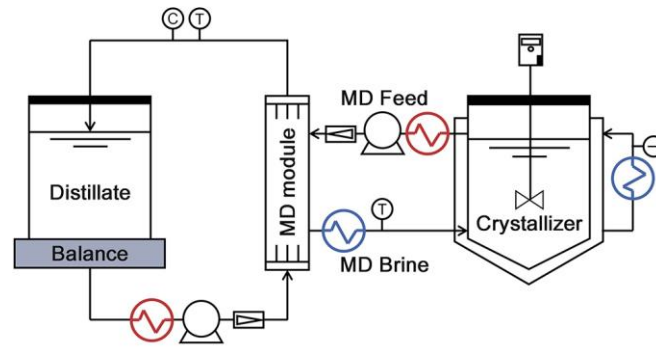 C T
MD Feed
MD module
Distillate
Crystallizer
T
Balance
MD Brine